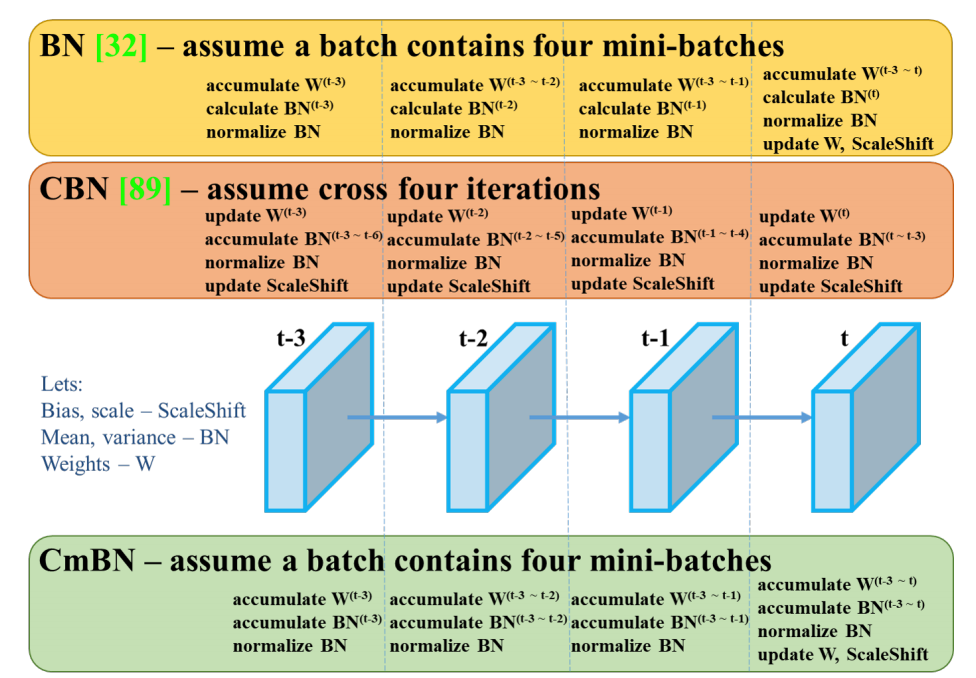 BN [32] – assume a batch contains four mini-batches
accumulate W(t-3)
calculate BN(t-3)
normalize BN
accumulate W(t-3 ~ t-2)
calculate BN(t-2)
normalize BN
accumulate W(t-3 ~ t-1)
calculate BN(t-1)
normalize BN
accumulate W(t-3 ~ t)
calculate BN(t)
normalize BN
update W, ScaleShift
CBN [89] – assume cross four iterations
update W(t-3)
accumulate BN(t-3 ~ t-6)
normalize BN
update ScaleShift
update W(t-2)
accumulate BN(t-2 ~ t-5)
normalize BN
update ScaleShift
update W(t-1)
accumulate BN(t-1 ~ t-4)
normalize BN
update ScaleShift
update W(t)
accumulate BN(t ~ t-3)
normalize BN
update ScaleShift
t-3
t-2
t-1
t
Lets:
Bias, scale – ScaleShift
Mean, variance – BN
Weights – W
CmBN – assume a batch contains four mini-batches
accumulate W(t-3)
accumulate BN(t-3)
normalize BN
accumulate W(t-3 ~ t-2)
accumulate BN(t-3 ~ t-2)
normalize BN
accumulate W(t-3 ~ t-1)
accumulate BN(t-3 ~ t-1)
normalize BN
accumulate W(t-3 ~ t)
accumulate BN(t-3 ~ t)
normalize BN
update W, ScaleShift